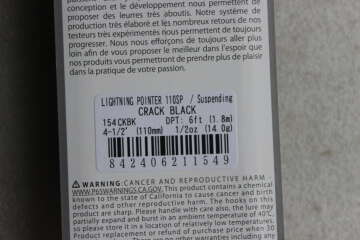 conception et le développement nous permettent de
proposer des leurres très aboutis. Notre système de
production très élaboré et les nombreux retours de nos
testeurs très expérimentés nous permettent de toujours
progresser. Nous nous efforçons de toujours aller plus
loin afin de vous proposer le meilleur dans l'espoir que
nos produits vous permettront de prendre plus de plaisir
dans la pratique de votre passion.
LIGHTNING POINTER 110SP / Suspending
CRACK BLACK
154CKBK DPT: 6ft (1.8m)
4-1/2' (110mm) 1/2oz (14.0g)
842406211549
⚠WARNING:CANCER AND REPRODUCTIVE HARM -
WWW.P65WARNINGS.CA.GOV. This product contains a chemical
known to the state of California to cause cancer and birth
defects and other reproductive harm. The hooks on this
product are sharp. Please handle with care also, the lure may
partially expand and burst in an ambient temperature of 40℃,
so please store it in a location of relatively low temperatures.
Product replacement or refund of purchase price when 30
There are no other warranties including any